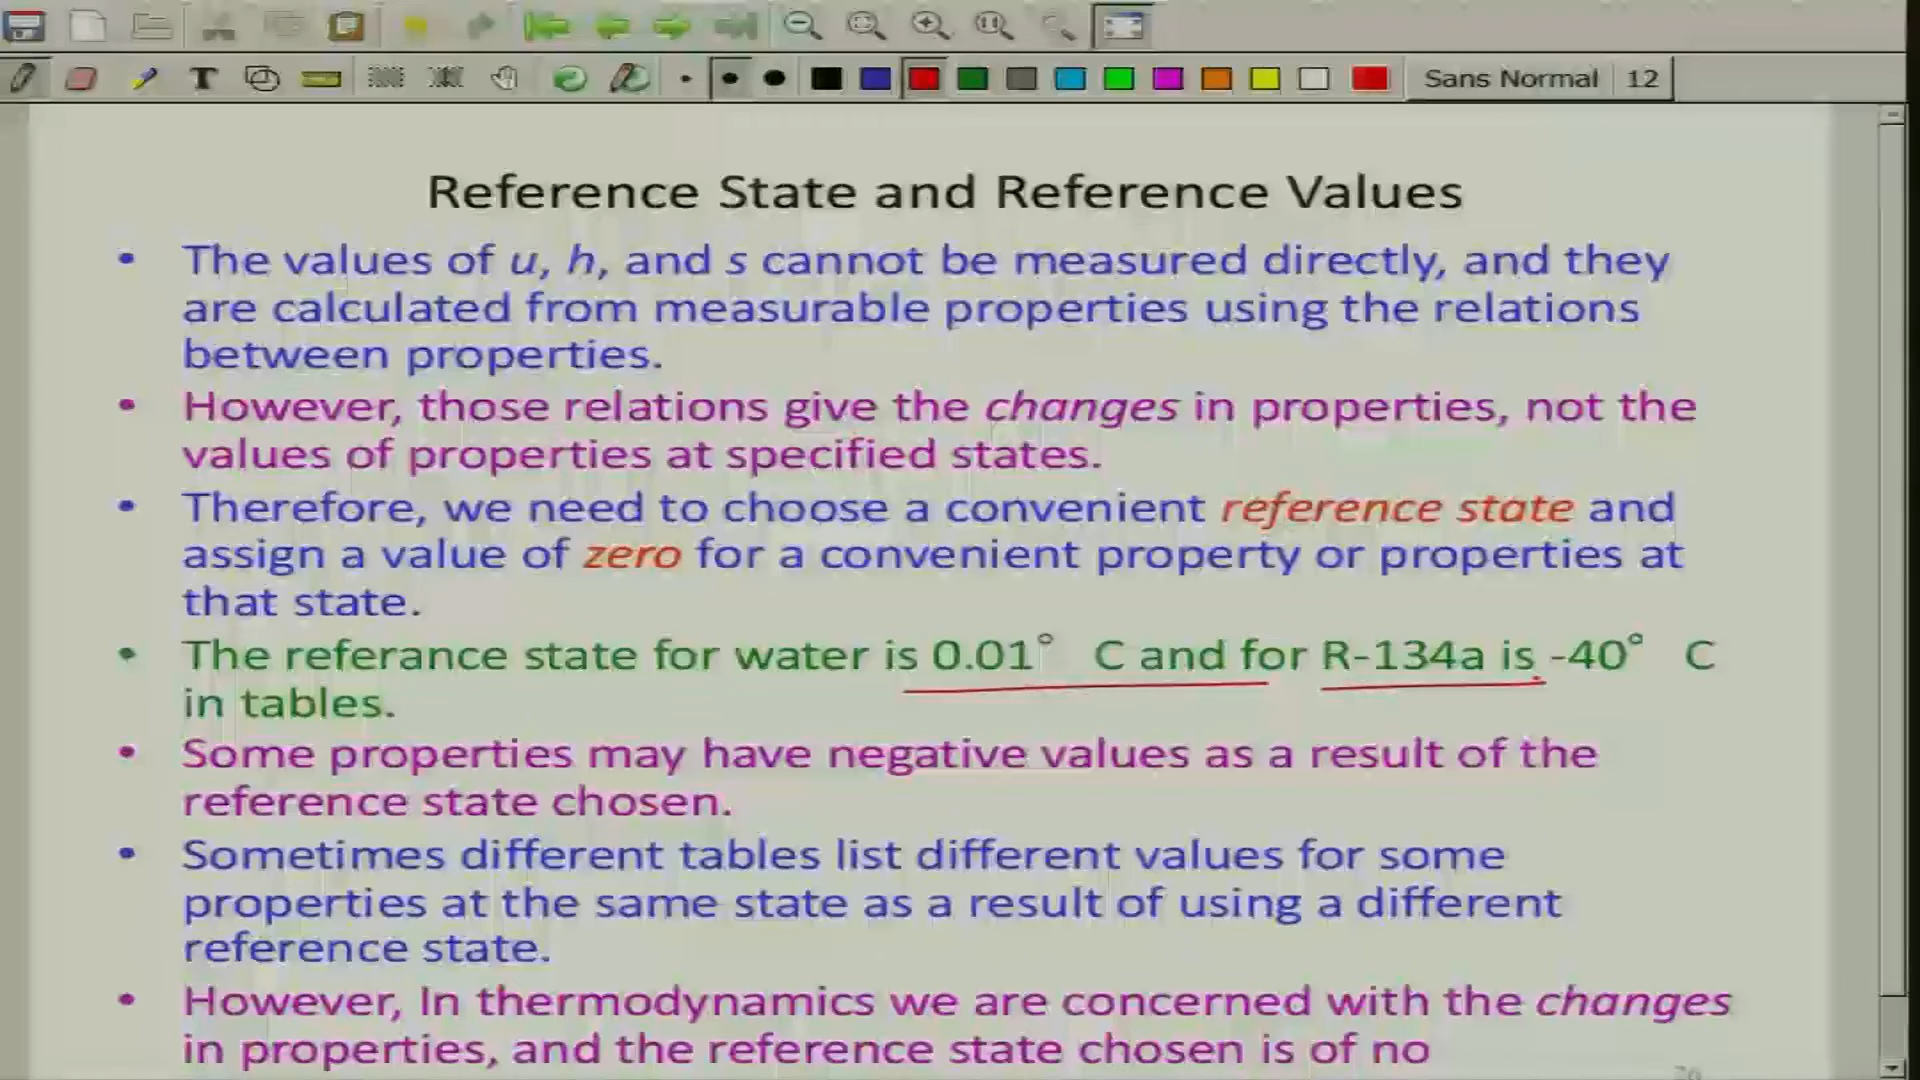 Sans Normal 12
Reference State and Reference Values
• The values of u, h, and s cannot be measured directly, and they
are calculated from measurable properties using the relations
between properties.
• However, those relations give the changes in properties, not the
values of properties at specified states.
• Therefore, we need to choose a convenient reference state and
assign a value of zero for a convenient property or properties at
that state.
• The referance state for water is 0.01° C and for R-134a is -40° C
in tables.
• Some properties may have negative values as a result of the
reference state chosen.
• Sometimes different tables list different values for some
properties at the same state as a result of using a different
reference state.
• However, In thermodynamics we are concerned with the changes
in properties, and the reference state chosen is of no